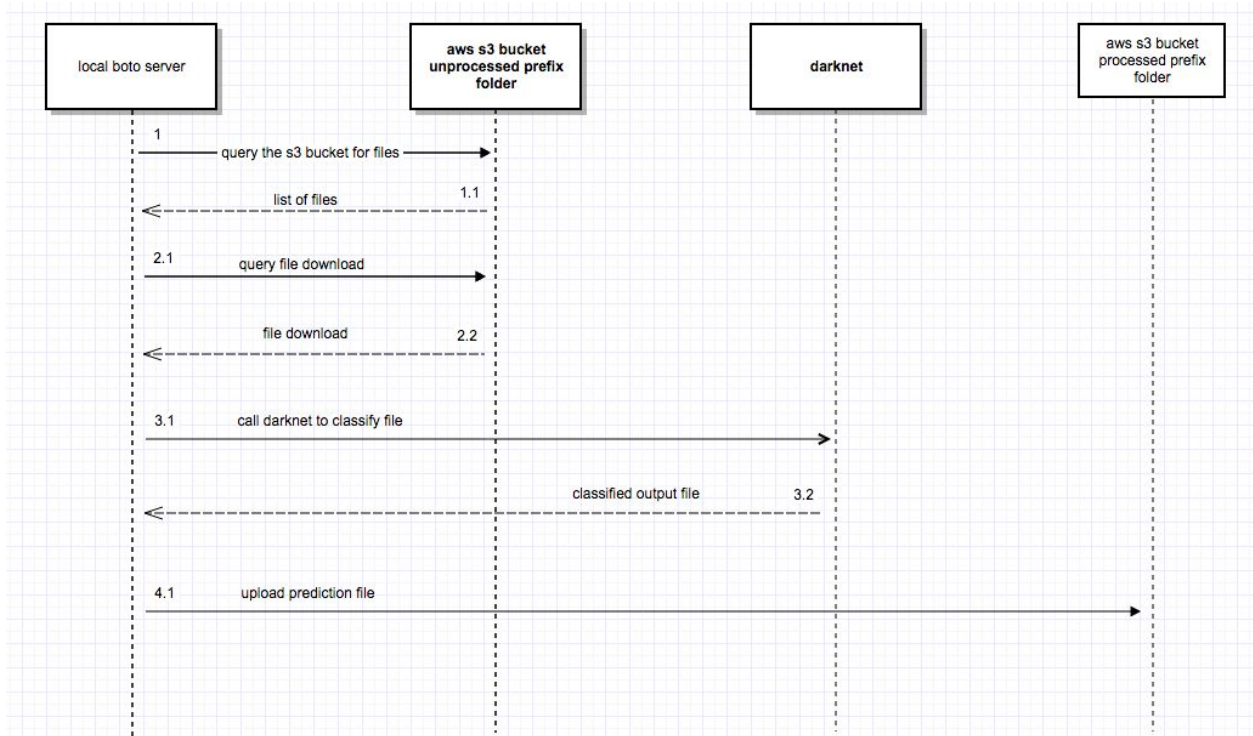 local boto server
aws s3 bucket
unprocessed prefix
folder
darknet
aws s3 bucket
processed prefix
folder
1
query the s3 bucket for files
1.1
list of files
2.1
query file download
file download
2.2
3.1
call darknet to classify file
classified output file
3.2
4.1
upload prediction file